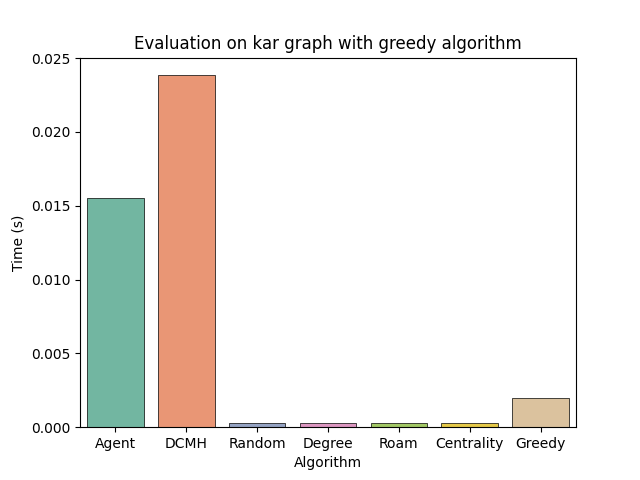 Evaluation on kar graph with greedy algorithm
0.025
0.020
0.015
0.010
0.005
0.000
Time (s)
Agent DCMH Random Degree Roam Centrality Greedy
Algorithm